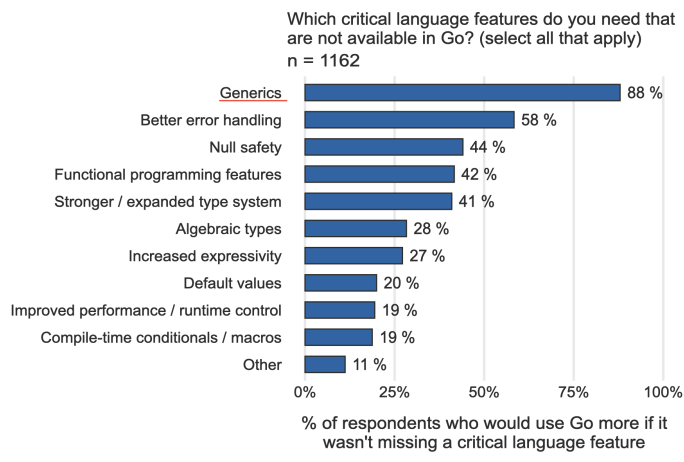 Which critical language features do you need that
are not available in Go? (select all that apply)
n = 1162
Generics 88 %
Better error handling 58 %
Null safety 44 %
Functional programming features 42 %
Stronger / expanded type system 41 %
Algebraic types 28 %
Increased expressivity 27 %
Default values 20 %
Improved performance / runtime control 19 %
Compile-time conditionals / macros 19 %
Other 11 %
0% 25% 50% 75% 100%
% of respondents who would use Go more if it
wasn't missing a critical language feature